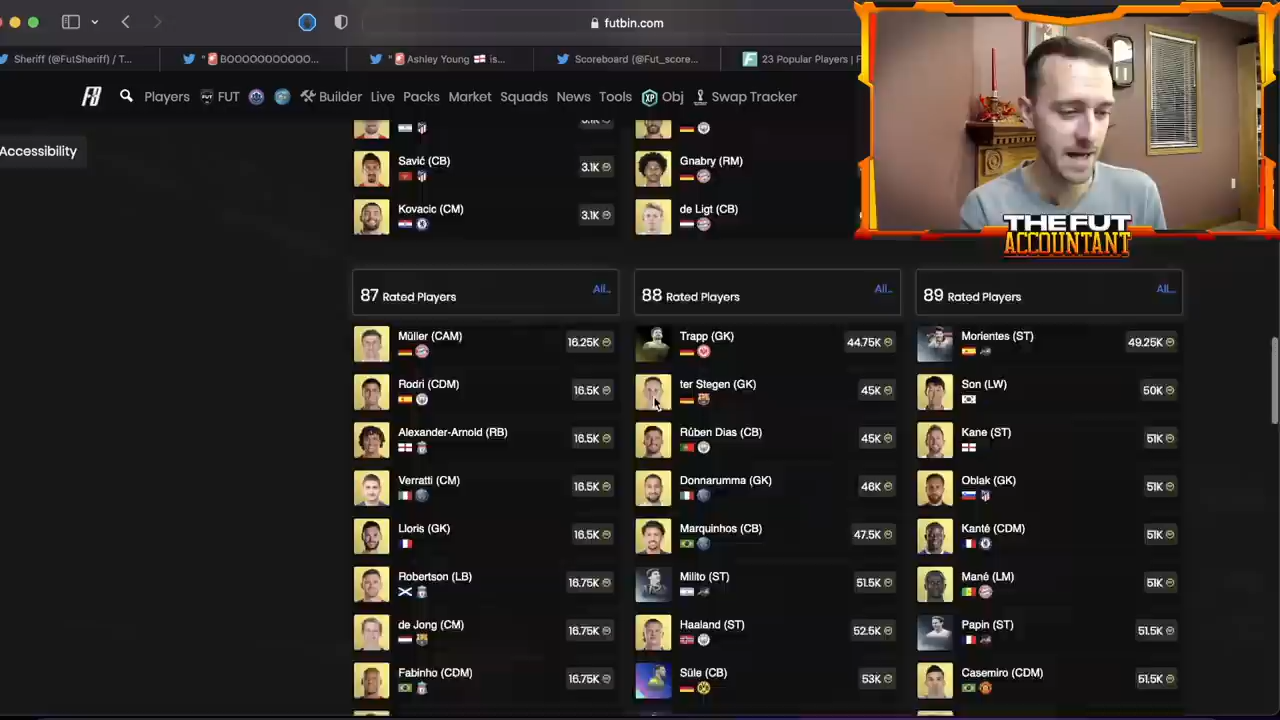 futbin.com
Sheriff (@FutSheriff) / T...
"🚨 BOOOOOOOOOOO...
"🚨 Ashley Young 🏴󠁧󠁢󠁥󠁮󠁧󠁿 is...
Scoreboard (@Fut_score...
23 Popular Players | F
Players
FUT
Builder
Live
Packs
Market
Squads
News
Tools
Obj
Swap Tracker
Accessibility
Savić (CB)
3.1K
Kovacic (CM)
3.1K
Gnabry (RM)
de Ligt (CB)
THE FUT
ACCOUNTANT
87 Rated Players
All..
Müller (CAM)
16.25K
Rodri (CDM)
16.5K
Alexander-Arnold (RB)
16.5K
Verratti (CM)
16.5K
Lloris (GK)
16.5K
Robertson (LB)
16.75K
de Jong (CM)
16.75K
Fabinho (CDM)
16.75K
88 Rated Players
All..
Trapp (GK)
44.75K
ter Stegen (GK)
45K
Rúben Dias (CB)
45K
Donnarumma (GK)
46K
Marquinhos (CB)
47.5K
Milito (ST)
51.5K
Haaland (ST)
52.5K
Süle (CB)
53K
89 Rated Players
All..
Morientes (ST)
49.25K
Son (LW)
50K
Kane (ST)
51K
Oblak (GK)
51K
Kanté (CDM)
51K
Mané (LM)
51K
Papin (ST)
51.5K
Casemiro (CDM)
51.5K